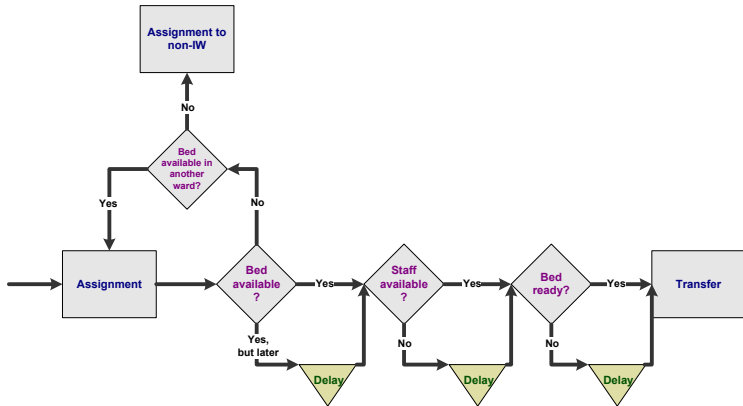 Assignment to
non-IW
No
Bed
available in
another
ward?
Yes
No
Assignment
Bed
available
?
Yes
Staff
available
?
Yes
Bed
ready?
Yes
Transfer
Yes,
but later
No
No
Delay
Delay
Delay